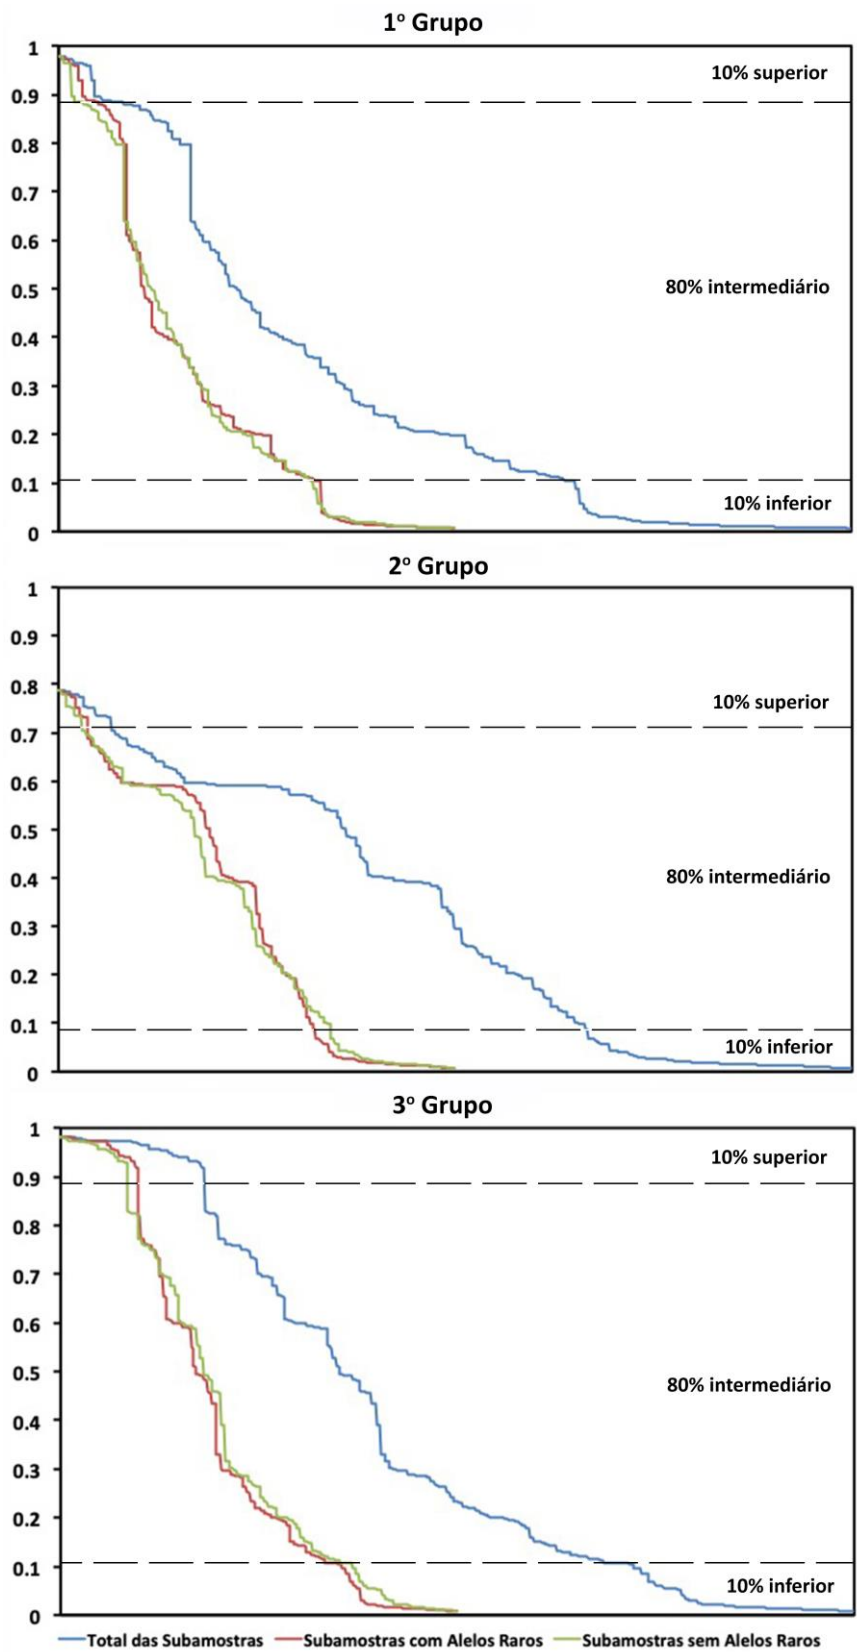 1º Grupo
1
10% superior
0.9
0.8
0.7
0.6
80% intermediário
0.5
0.4
0.3
0.2
0.1
10% inferior
0
2º Grupo
1
0.9
0.8
10% superior
0.7
0.6
0.5
0.4
80% intermediário
0.3
0.2
0.1
10% inferior
0
3º Grupo
1
10% superior
0.9
0.8
0.7
0.6
0.5
80% intermediário
0.4
0.3
0.2
0.1
10% inferior
0
Total das Subamostras Subamostras com Alelos Raros Subamostras sem Alelos Raros